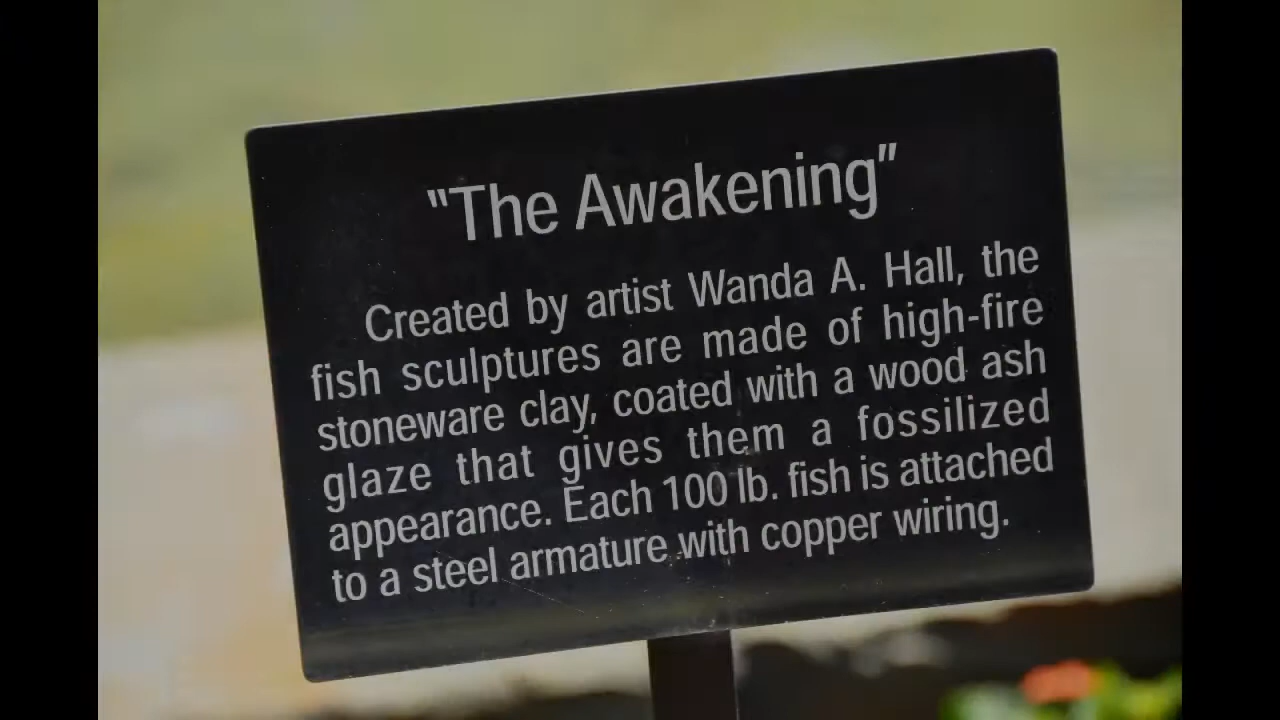 "The Awakening"
Created by artist Wanda A. Hall, the
fish sculptures are made of high-fire
stoneware clay, coated with a wood ash
glaze that gives them a fossilized
appearance. Each 100 lb. fish is attached
to a steel armature with copper wiring.